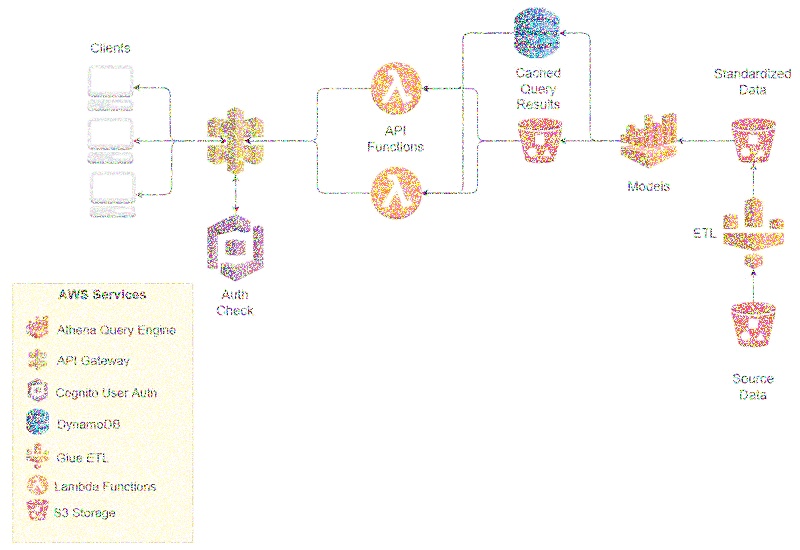 Clients
Cached
Query
Results
Standardized
Data
API
Functions
Models
ETL
Auth
Check
Source
Data
AWS Services
Athena Query Engine
API Gateway
Cognito User Auth
DynamoDB
Glue ETL
Lambda Functions
S3 Storage